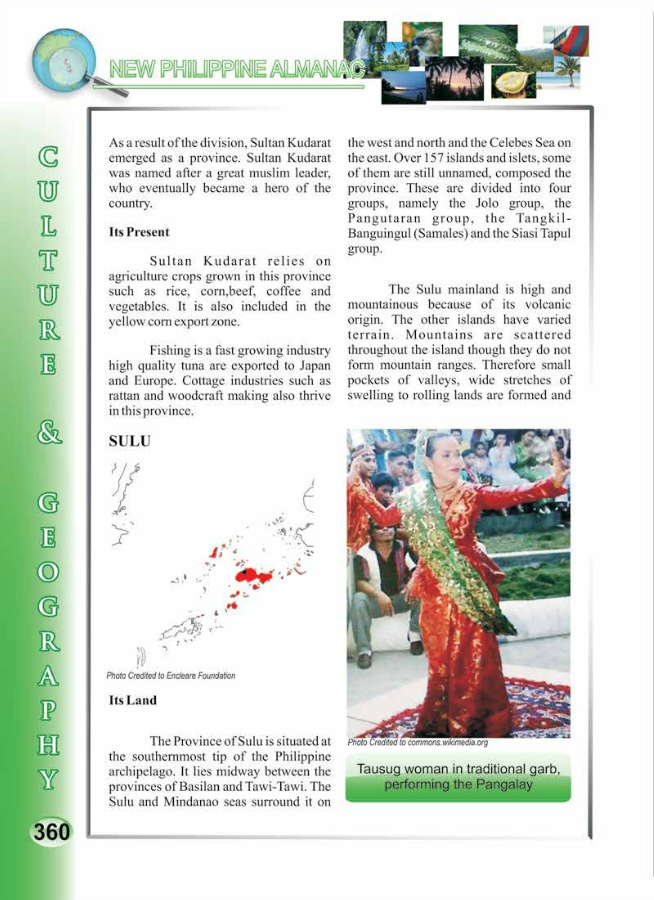 NEW PHILIPPINE ALMANAC
CULTURE & GEOGRAPHY
As a result of the division, Sultan Kudarat
emerged as a province. Sultan Kudarat
was named after a great muslim leader,
who eventually became a hero of the
country.
Its Present
Sultan Kudarat relies on
agriculture crops grown in this province
such as rice, corn,beef, coffee and
vegetables. It is also included in the
yellow corn export zone.
Fishing is a fast growing industry
high quality tuna are exported to Japan
and Europe. Cottage industries such as
rattan and woodcraft making also thrive
in this province.
SULU
Photo Credited to Encleare Foundation
Its Land
The Province of Sulu is situated at
the southernmost tip of the Philippine
archipelago. It lies midway between the
provinces of Basilan and Tawi-Tawi. The
Sulu and Mindanao seas surround it on
the west and north and the Celebes Sea on
the east. Over 157 islands and islets, some
of them are still unnamed, composed the
province. These are divided into four
groups, namely the Jolo group, the
Pangutaran group, the Tangkil-
Banguingul (Samales) and the Siasi Tapul
group.
The Sulu mainland is high and
mountainous because of its volcanic
origin. The other islands have varied
terrain. Mountains are scattered
throughout the island though they do not
form mountain ranges. Therefore small
pockets of valleys, wide stretches of
swelling to rolling lands are formed and
Photo Credited to commons.wikimedia.org
Tausug woman in traditional garb,
performing the Pangalay
360